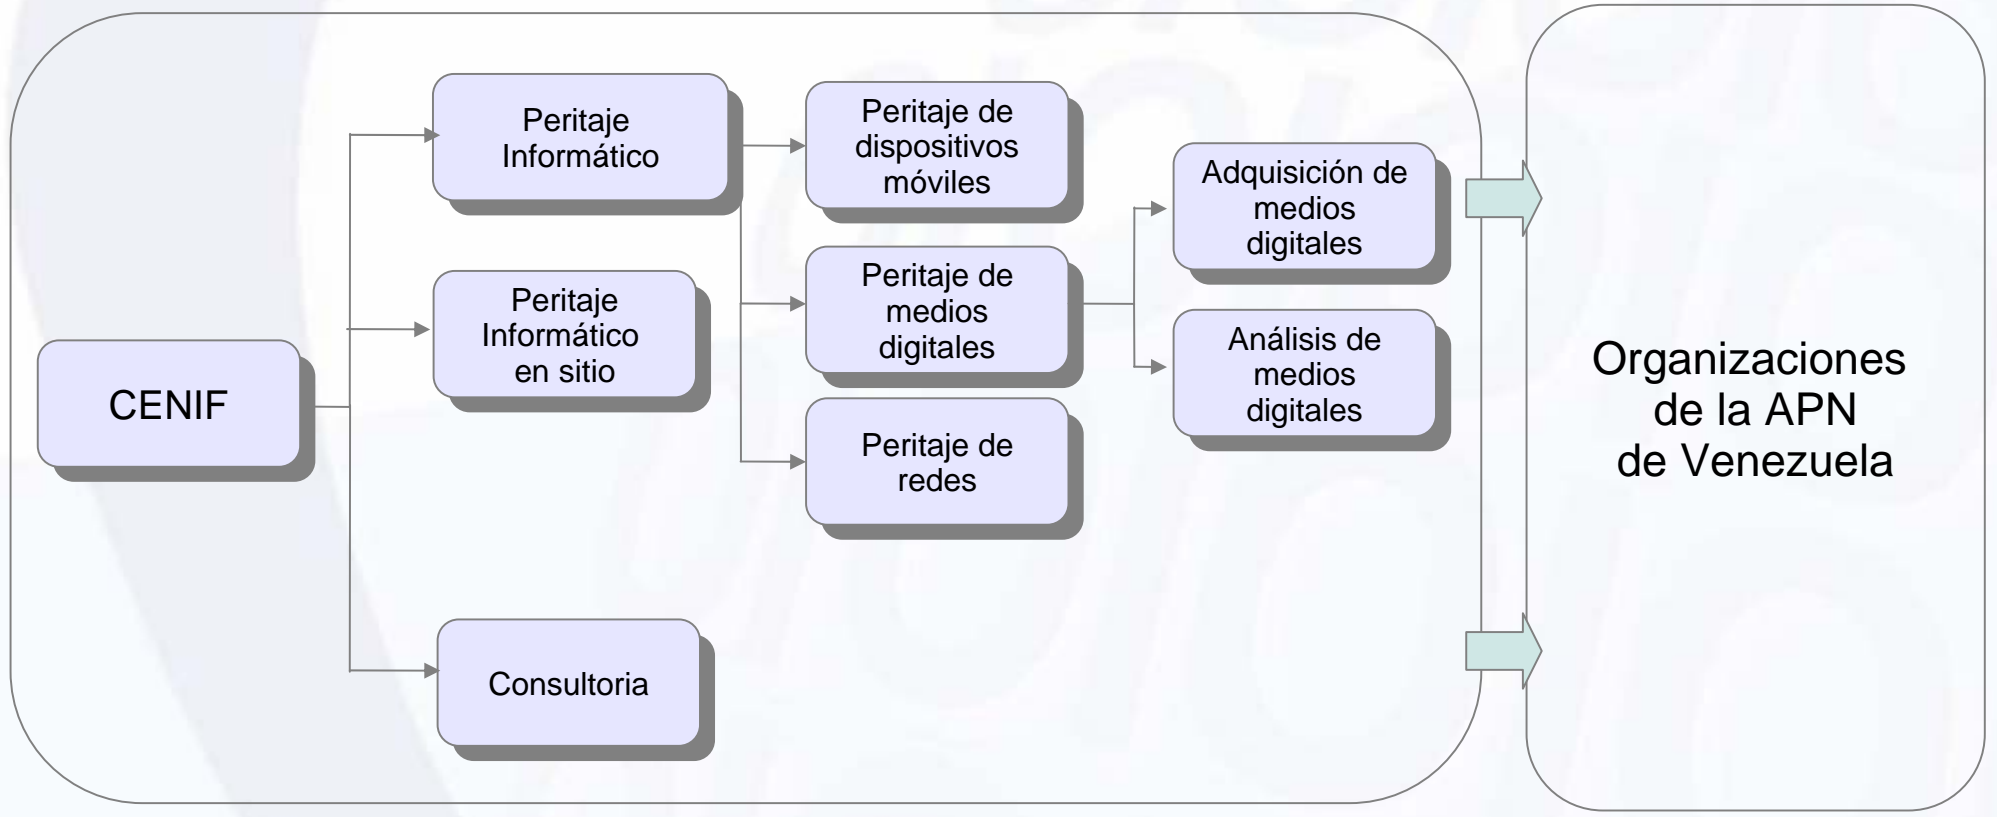 CENIF
Peritaje
Informático
Peritaje
Informático
en sitio
Consultoria
Peritaje de
dispositivos
móviles
Peritaje de
medios
digitales
Peritaje de
redes
Adquisición de
medios
digitales
Análisis de
medios
digitales
Organizaciones
de la APN
de Venezuela